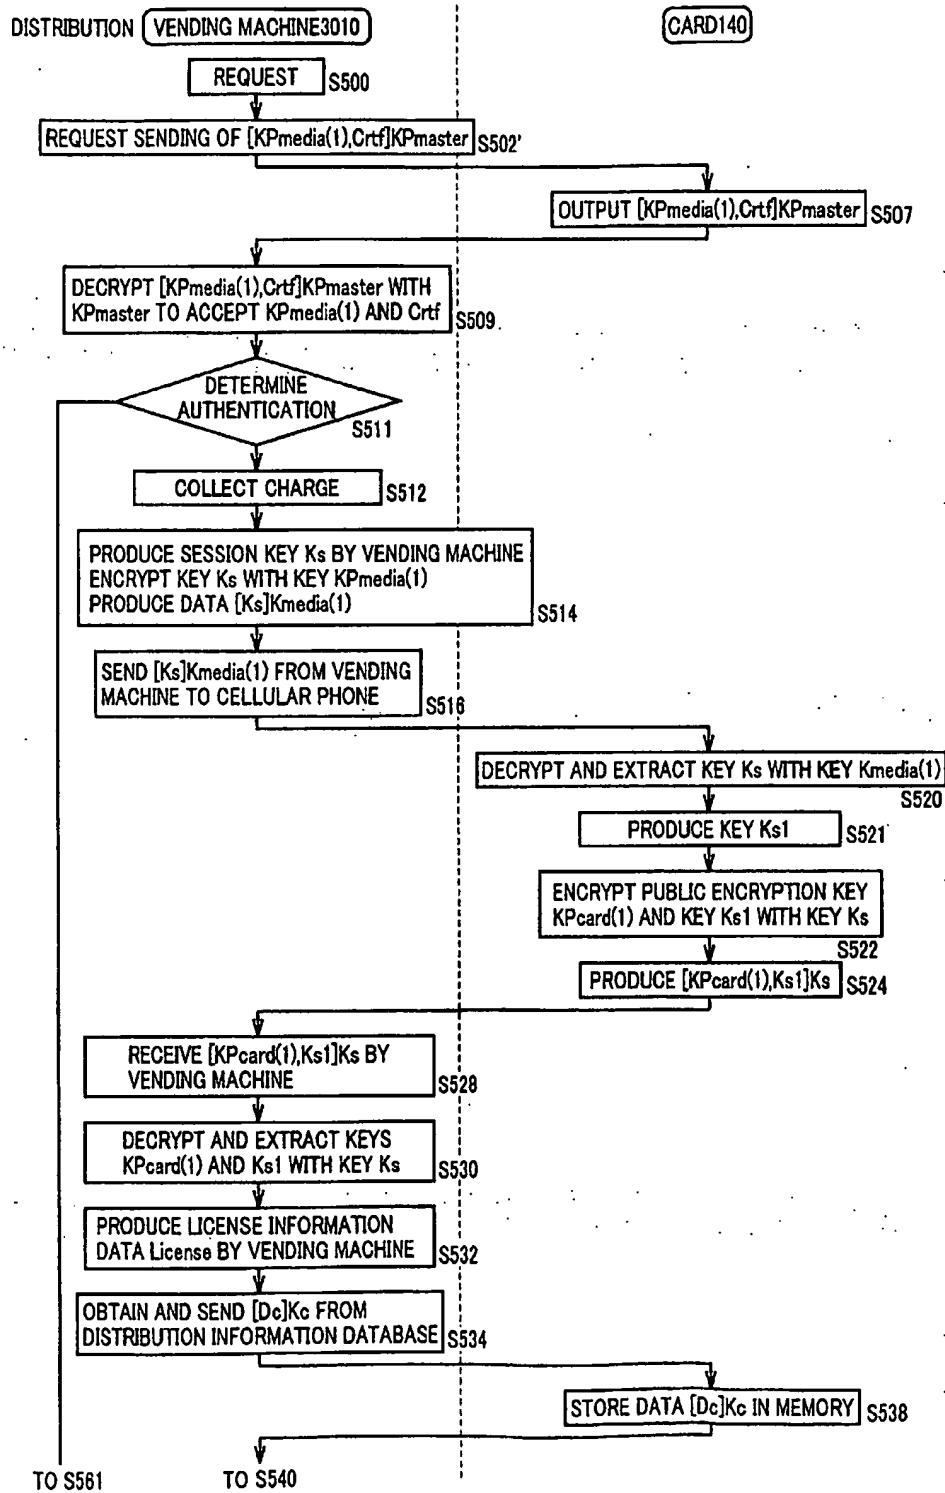 DISTRIBUTION VENDING MACHINE3010
CARD140
REQUEST S500
REQUEST SENDING OF [KPmedia(1),Crtf]KPmaster S502'
OUTPUT [KPmedia(1),Crtf]KPmaster S507
DECRYPT [KPmedia(1),Crtf]KPmaster WITH
KPmaster TO ACCEPT KPmedia(1) AND Crtf S509
DETERMINE
AUTHENTICATION
S511
COLLECT CHARGE S512
PRODUCE SESSION KEY Ks BY VENDING MACHINE
ENCRYPT KEY Ks WITH KEY KPmedia(1)
PRODUCE DATA [Ks]Kmedia(1)
S514
SEND [Ks]Kmedia(1) FROM VENDING
MACHINE TO CELLULAR PHONE S516
DECRYPT AND EXTRACT KEY Ks WITH KEY Kmedia(1)
S520
PRODUCE KEY Ks1 S521
ENCRYPT PUBLIC ENCRYPTION KEY
KPcard(1) AND KEY Ks1 WITH KEY Ks
S522
PRODUCE [KPcard(1),Ks1]Ks S524
RECEIVE [KPcard(1),Ks1]Ks BY
VENDING MACHINE S528
DECRYPT AND EXTRACT KEYS
KPcard(1) AND Ks1 WITH KEY Ks S530
PRODUCE LICENSE INFORMATION
DATA License BY VENDING MACHINE S532
OBTAIN AND SEND [Dc]Kc FROM
DISTRIBUTION INFORMATION DATABASE S534
STORE DATA [Dc]Kc IN MEMORY S538
TO S561 TO S540